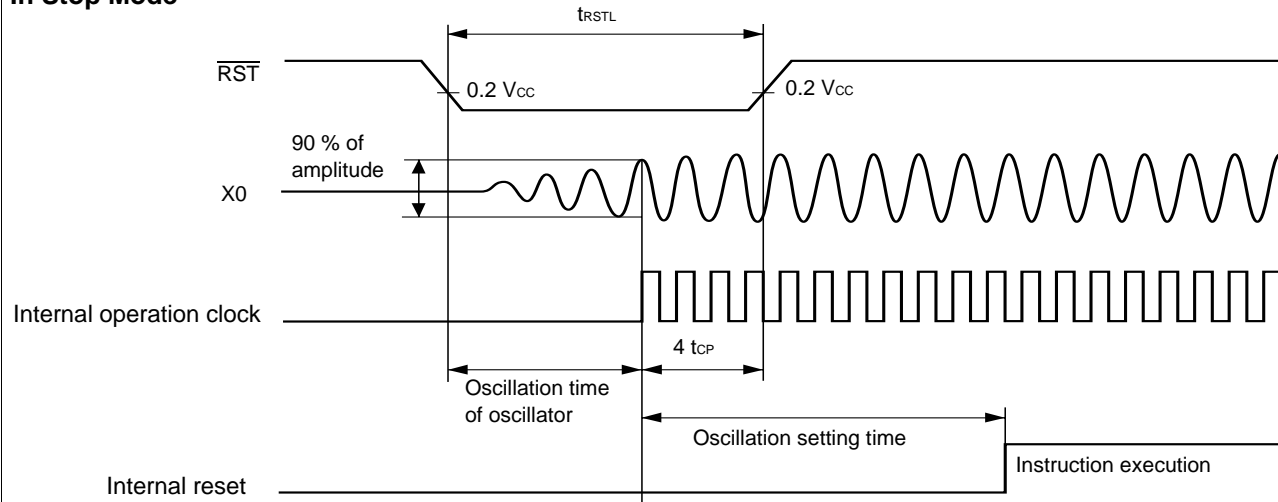 In Stop Mode
tRSTL
RST
0.2 VCC
0.2 VCC
90 % of
amplitude
X0
Internal operation clock
4 tCP
Oscillation time
of oscillator
Oscillation setting time
Instruction execution
Internal reset